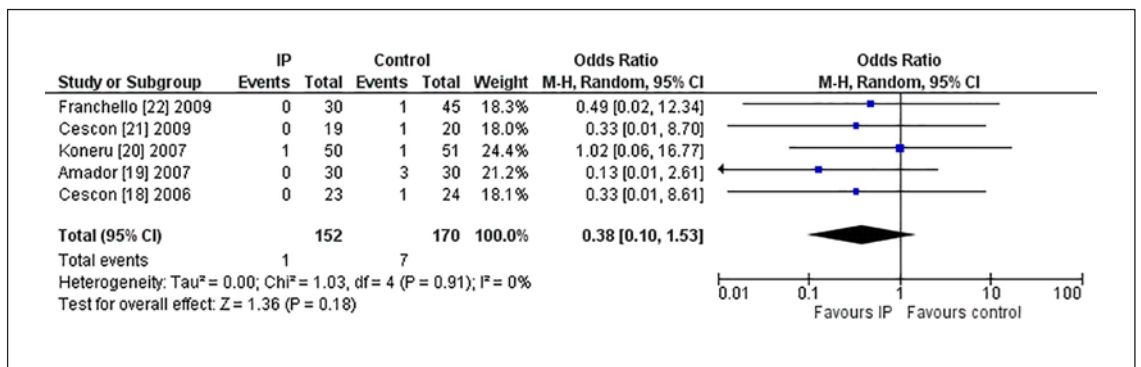 IP Control Odds Ratio Odds Ratio
Study or Subgroup Events Total Events Total Weight M-H, Random, 95% CI M-H, Random, 95% CI
Franchello [22] 2009 0 30 1 45 18.3% 0.49 [0.02, 12.34]
Cescon [21] 2009 0 19 1 20 18.0% 0.33 [0.01, 8.70]
Koneru [20] 2007 1 50 1 51 24.4% 1.02 [0.06, 16.77]
Amador [19] 2007 0 30 3 30 21.2% 0.13 [0.01, 2.61]
Cescon [18] 2006 0 23 1 24 18.1% 0.33 [0.01, 8.61]
Total (95% CI) 152 170 100.0% 0.38 [0.10, 1.53]
Total events 1 7
Heterogeneity: Tau² = 0.00; Chi² = 1.03, df = 4 (P = 0.91); I² = 0%
Test for overall effect: Z = 1.36 (P = 0.18)
0.01 0.1 1 10 100
Favours IP Favours control